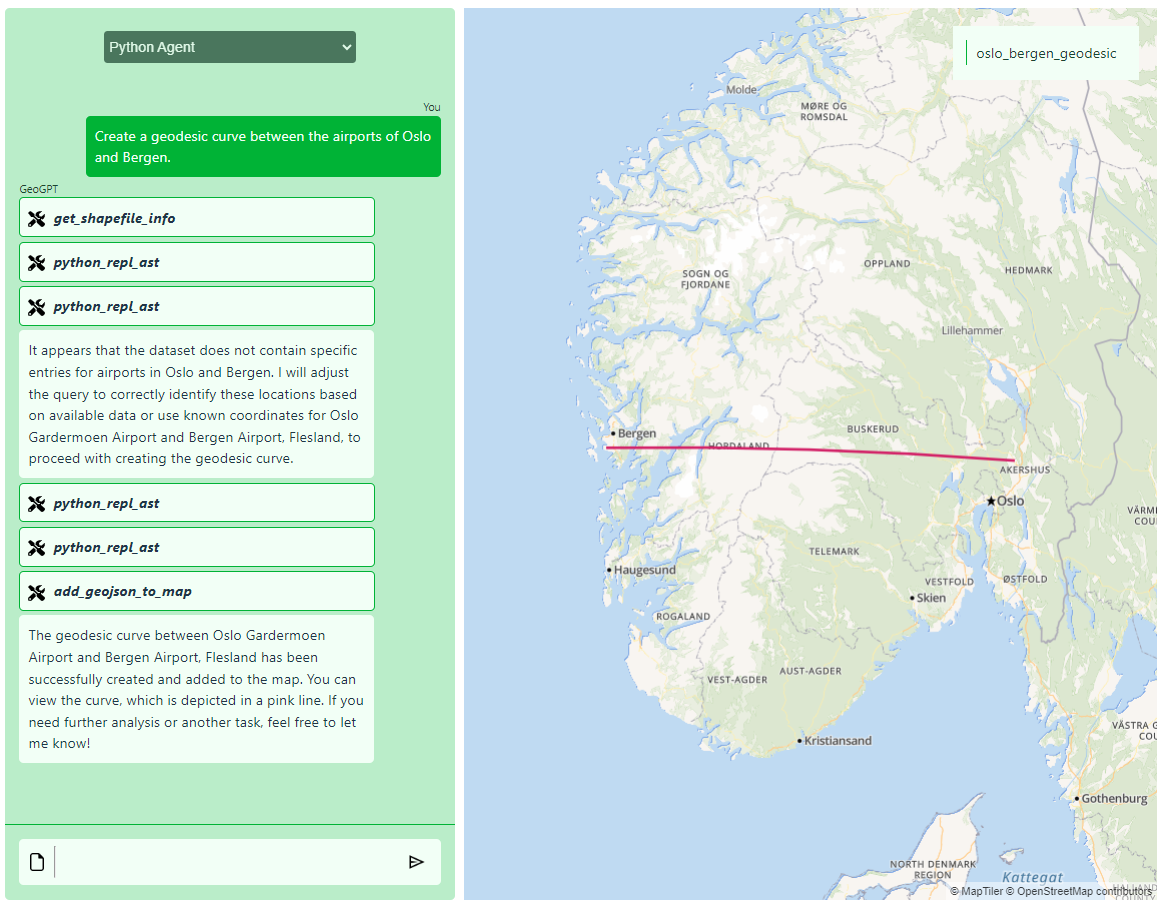 Python Agent
You
Create a geodesic curve between the airports of Oslo
and Bergen.
GeoGPT
get_shapefile_info
python_repl_ast
python_repl_ast
It appears that the dataset does not contain specific
entries for airports in Oslo and Bergen. I will adjust
the query to correctly identify these locations based
on available data or use known coordinates for Oslo
Gardermoen Airport and Bergen Airport, Flesland, to
proceed with creating the geodesic curve.
python_repl_ast
python_repl_ast
add_geojson_to_map
The geodesic curve between Oslo Gardermoen
Airport and Bergen Airport, Flesland has been
successfully created and added to the map. You can
view the curve, which is depicted in a pink line. If you
need further analysis or another task, feel free to let
me know!
oslo_bergen_geodesic
Molde
MØRE OG
ROMSDAL
OPPLAND
HEDMARK
SOGN OG
FJORDANE
Lillehammer
Bergen
BUSKERUD
HORDALAND
AKERSHUS
Oslo
VÄRM
COU
TELEMARK
Haugesund
VESTFOLD
ØSTFOLD
Skien
ROGALAND
AUST-AGDER
VEST-AGDER
VÄSTRA G
COU
Kristiansand
Gothenburg
NORTH DENMARK
REGION
Kattegat
HALLAND
COUNTY
© MapTiler © OpenStreetMap contributors